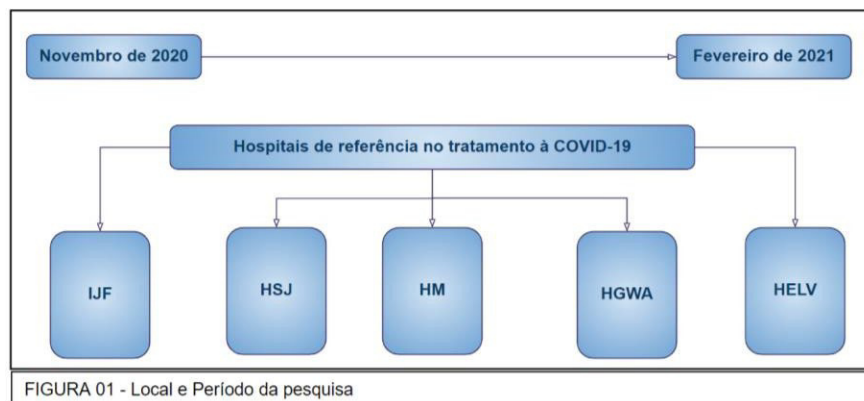 Novembro de 2020
Fevereiro de 2021
Hospitais de referência no tratamento à COVID-19
IJF
HSJ
HM
HGWA
HELV
FIGURA 01 - Local e Período da pesquisa